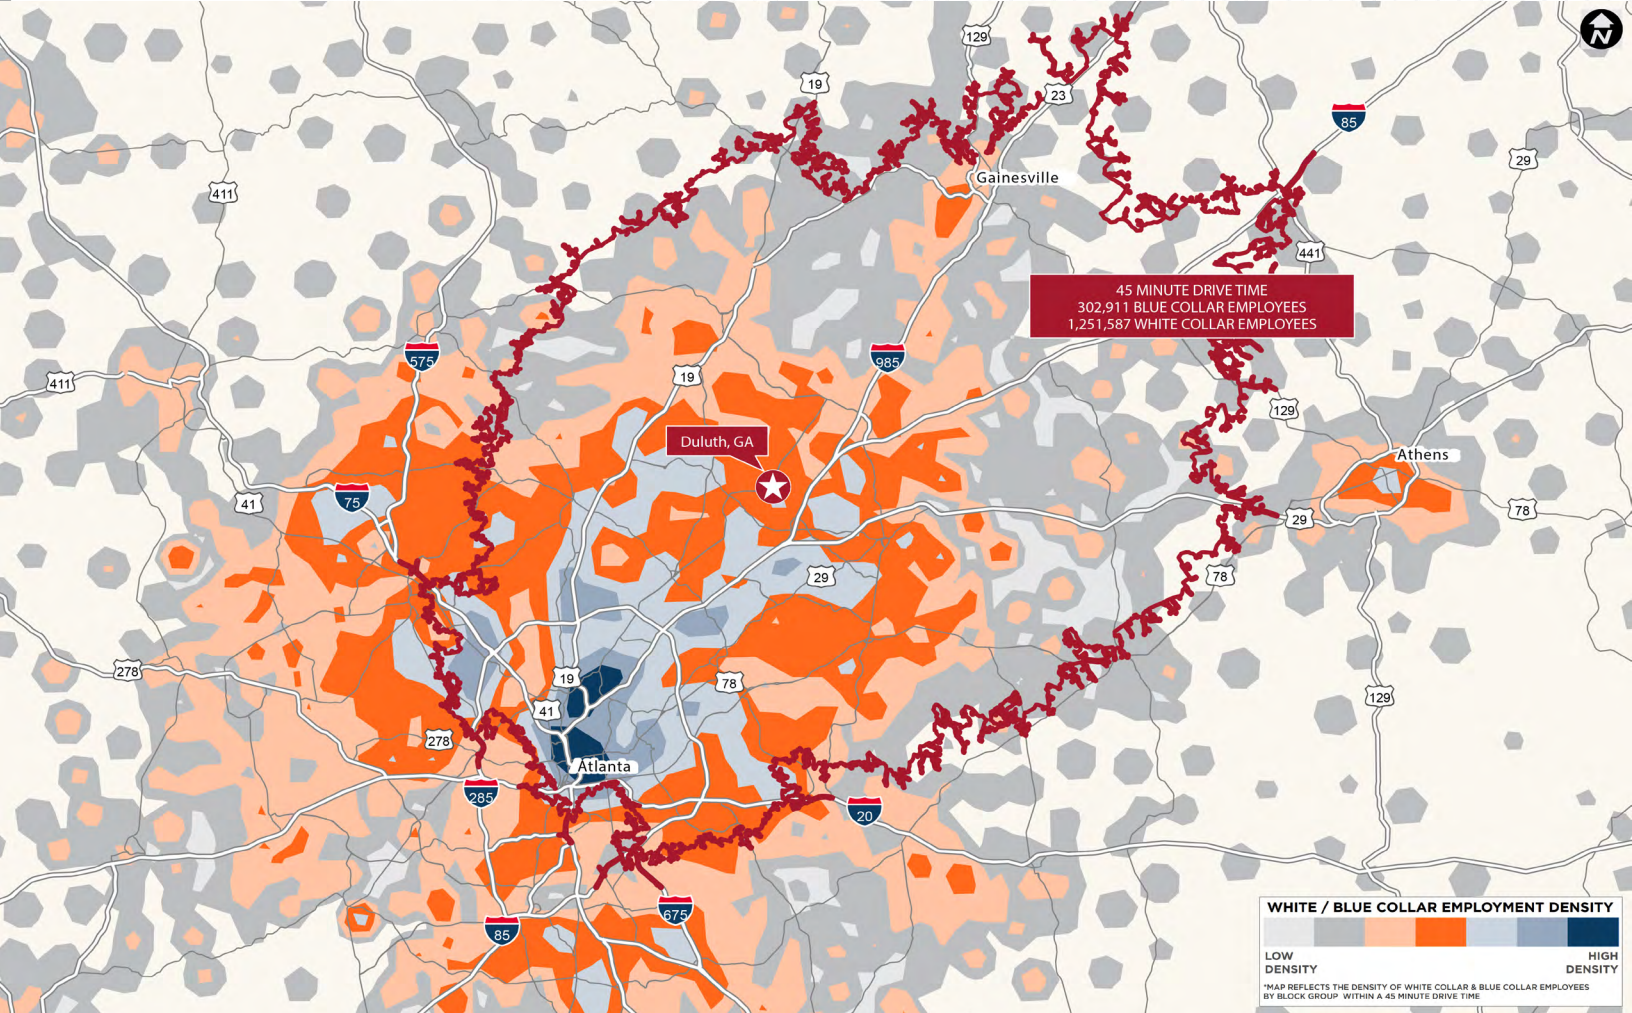 N
129
19
23
85
29
411
Gainesville
441
45 MINUTE DRIVE TIME
302,911 BLUE COLLAR EMPLOYEES
1,251,587 WHITE COLLAR EMPLOYEES
575
985
411
19
129
Duluth, GA
Athens
75
41
78
29
29
78
278
19
78
129
41
278
Atlanta
285
20
675
85
WHITE / BLUE COLLAR EMPLOYMENT DENSITY
LOW
DENSITY
HIGH
DENSITY
*MAP REFLECTS THE DENSITY OF WHITE COLLAR & BLUE COLLAR EMPLOYEES
BY BLOCK GROUP WITHIN A 45 MINUTE DRIVE TIME